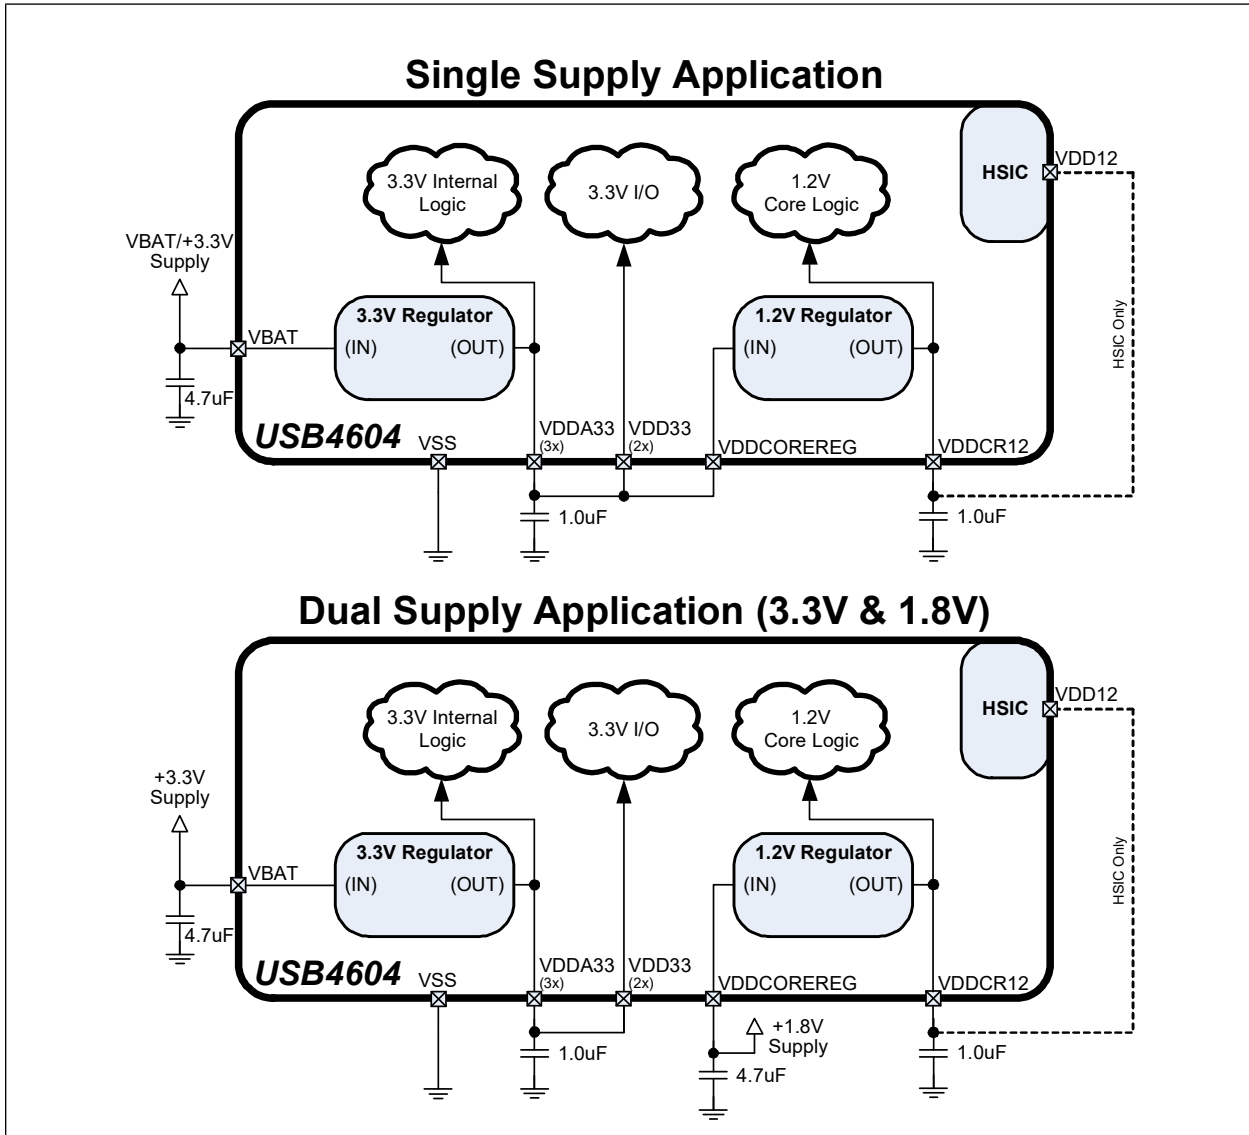 Single Supply Application
HSIC
VDD12
3.3V Internal
Logic
3.3V I/O
1.2V
Core Logic
VBAT/+3.3V
Supply
VBAT
3.3V Regulator
(IN)
(OUT)
1.2V Regulator
(IN)
(OUT)
HSIC Only
4.7uF
USB4604
VSS
VDDA33
(3x)
VDD33
(2x)
VDDCOREREG
VDDCR12
1.0uF
1.0uF
Dual Supply Application (3.3V & 1.8V)
HSIC
VDD12
3.3V Internal
Logic
3.3V I/O
1.2V
Core Logic
+3.3V
Supply
VBAT
3.3V Regulator
(IN)
(OUT)
1.2V Regulator
(IN)
(OUT)
HSIC Only
4.7uF
USB4604
VSS
VDDA33
(3x)
VDD33
(2x)
VDDCOREREG
VDDCR12
1.0uF
+1.8V
Supply
4.7uF
1.0uF